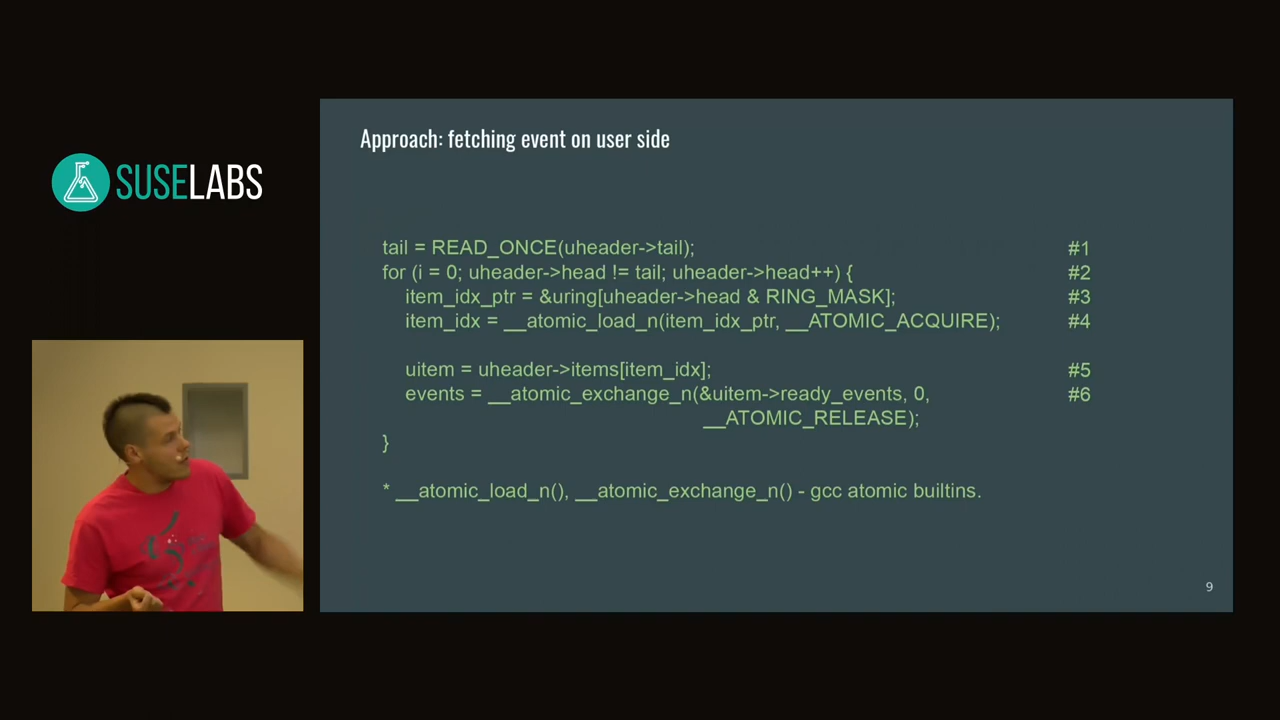 SUSELABS
Approach: fetching event on user side
tail = READ_ONCE(uheader->tail); #1
for (i = 0; uheader->head != tail; uheader->head++) { #2
item_idx_ptr = &uring[uheader->head & RING_MASK]; #3
item_idx = __atomic_load_n(item_idx_ptr, __ATOMIC_ACQUIRE); #4
uitem = uheader->items[item_idx]; #5
events = __atomic_exchange_n(&uitem->ready_events, 0, #6
__ATOMIC_RELEASE);
}
* __atomic_load_n(), __atomic_exchange_n() - gcc atomic builtins.
9